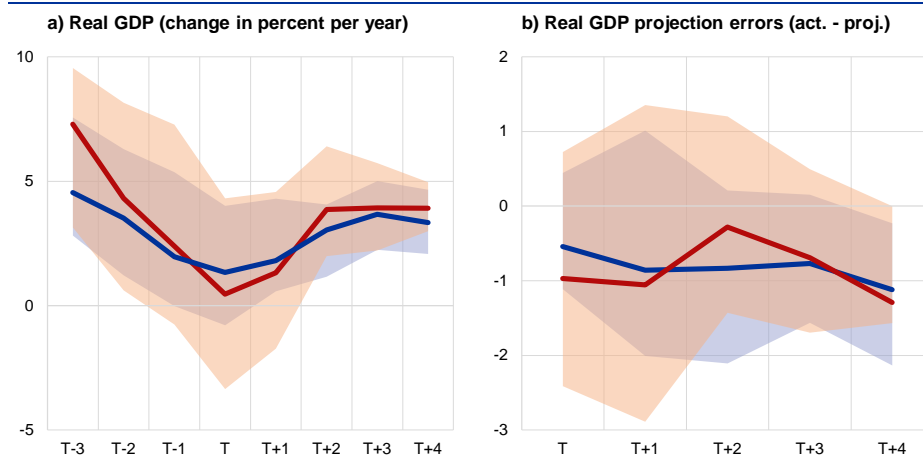 a) Real GDP (change in percent per year)
10
5
0
-5
T-3 T-2 T-1 T T+1 T+2 T+3 T+4
b) Real GDP projection errors (act. - proj.)
2
1
0
-1
-2
-3
T T+1 T+2 T+3 T+4